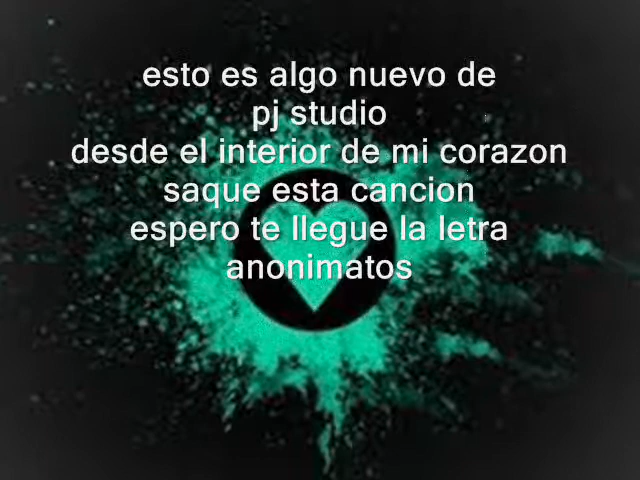 esto es algo nuevo de
pj studio
desde el interior de mi corazon
saque esta cancion
espero te llegue la letra
anonimatos